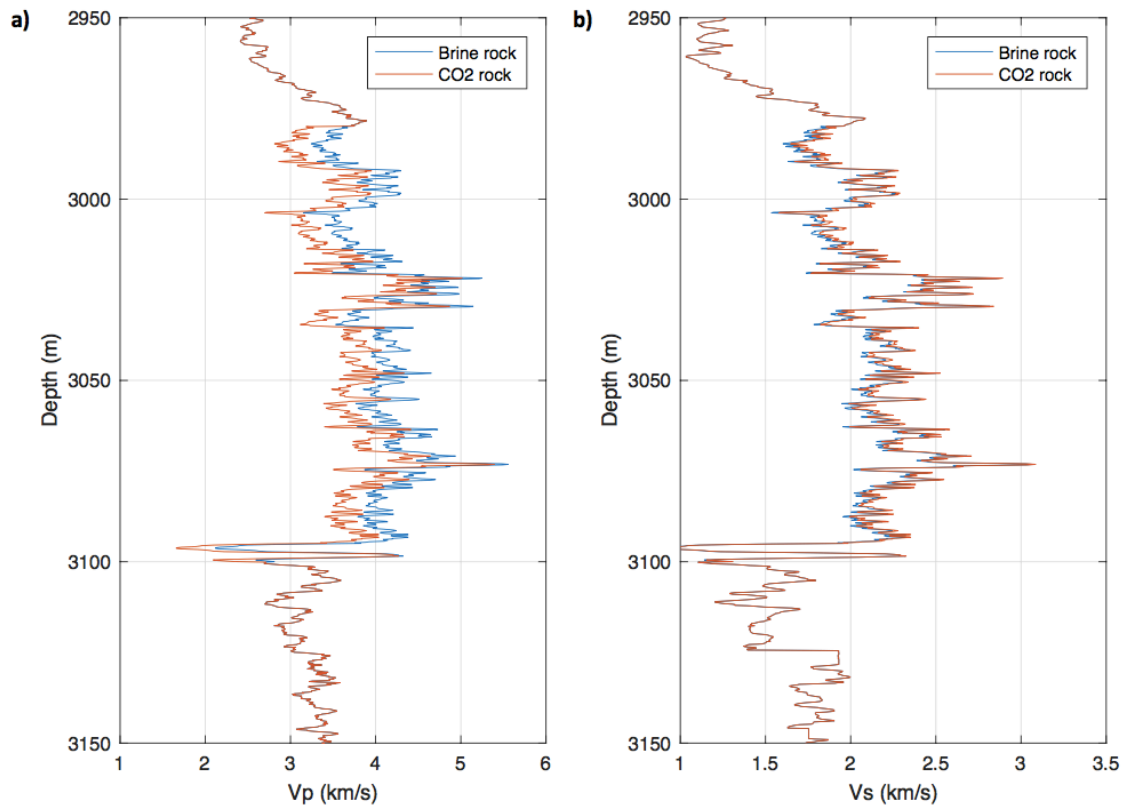 a)
2950
3000
3050
3100
3150
Depth (m)
1 2 3 4 5 6
Vp (km/s)
Brine rock
CO2 rock
b)
2950
3000
3050
3100
3150
Depth (m)
1 1.5 2 2.5 3 3.5
Vs (km/s)
Brine rock
CO2 rock